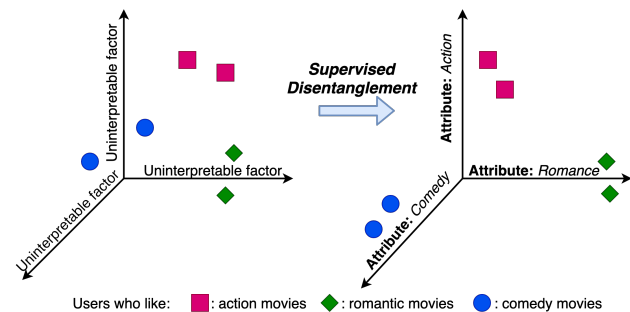 Uninterpretable factor
Uninterpretable factor
Uninterpretable factor
Supervised
Disentanglement
Attribute: Action
Attribute: Romance
Attribute: Comedy
Users who like: : action movies : romantic movies : comedy movies